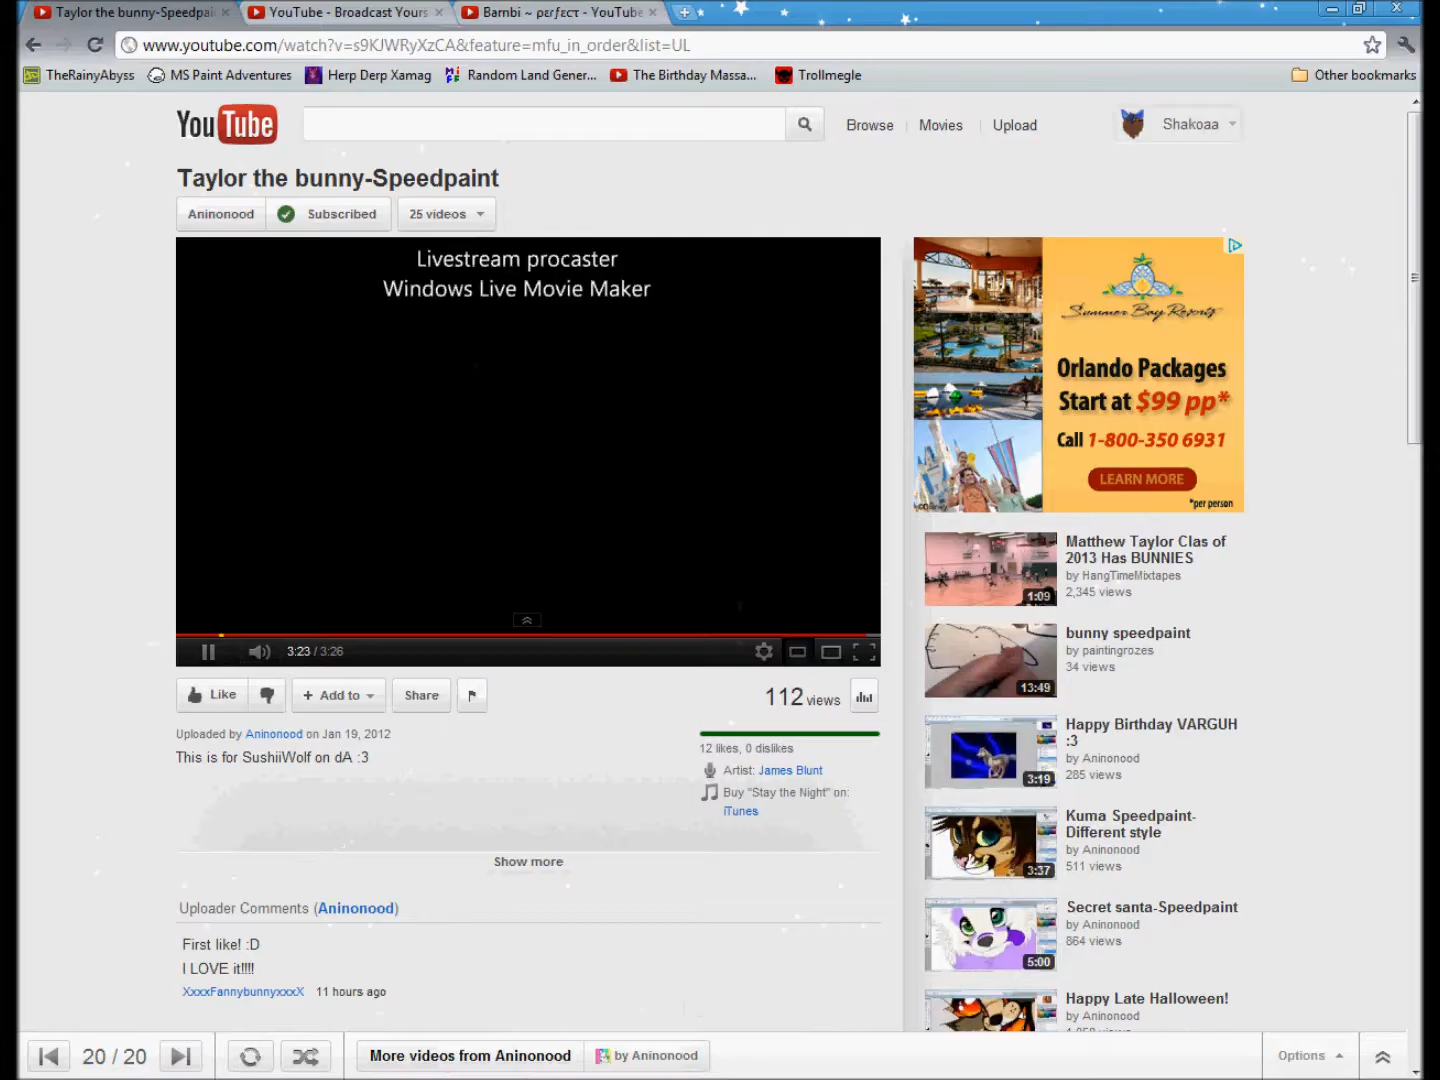 Taylor the bunny-Speedpai
YouTube - Broadcast Yours
Bambi ~ ρεrfεcτ - YouTube
www.youtube.com/watch?v=s9KJWRyXzCA&feature=mfu_in_order&list=UL
TheRainyAbyss
MS Paint Adventures
Herp Derp Xamag
Random Land Gener...
The Birthday Massa...
Trollmegle
Other bookmarks
YouTube
Browse
Movies
Upload
Shakoaa
Taylor the bunny-Speedpaint
Aninonood
Subscribed
25 videos
Livestream procaster
Windows Live Movie Maker
3:23 / 3:26
Like
+ Add to
Share
112 views
Uploaded by Aninonood on Jan 19, 2012
This is for SushiiWolf on dA :3
12 likes, 0 dislikes
Artist: James Blunt
Buy "Stay the Night" on:
iTunes
Show more
Uploader Comments (Aninonood)
First like! :D
I LOVE it!!!!
XxxxFannybunnyxxxX 11 hours ago
Summer Bay Resorts
Orlando Packages
Start at $99 pp*
Call 1-800-350 6931
LEARN MORE
*per person
Matthew Taylor Clas of
2013 Has BUNNIES
by HangTimeMixtapes
2,345 views
1:09
bunny speedpaint
by paintingrozes
34 views
13:49
Happy Birthday VARGUH
:3
by Aninonood
285 views
3:19
Kuma Speedpaint-
Different style
by Aninonood
511 views
3:37
Secret santa-Speedpaint
by Aninonood
864 views
5:00
Happy Late Halloween!
by Aninonood
20 / 20
More videos from Aninonood
by Aninonood
Options